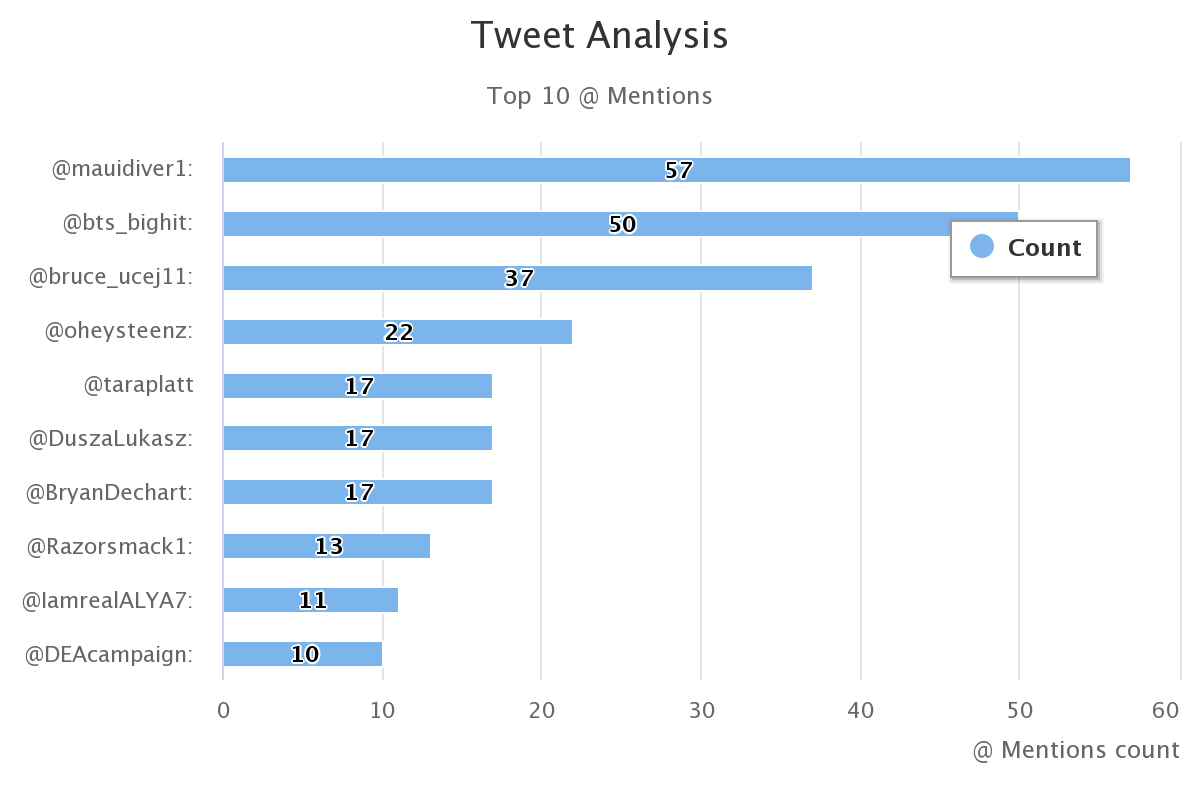 Tweet Analysis
Top 10 @ Mentions
@mauidiver1:
57
@bts_bighit:
50
@bruce_ucej11:
37
@oheysteenz:
22
@taraplatt
17
@DuszaLukasz:
17
@BryanDechart:
17
@Razorsmack1:
13
@IamrealALYA7:
11
@DEAcampaign:
10
Count
0 10 20 30 40 50 60
@ Mentions count